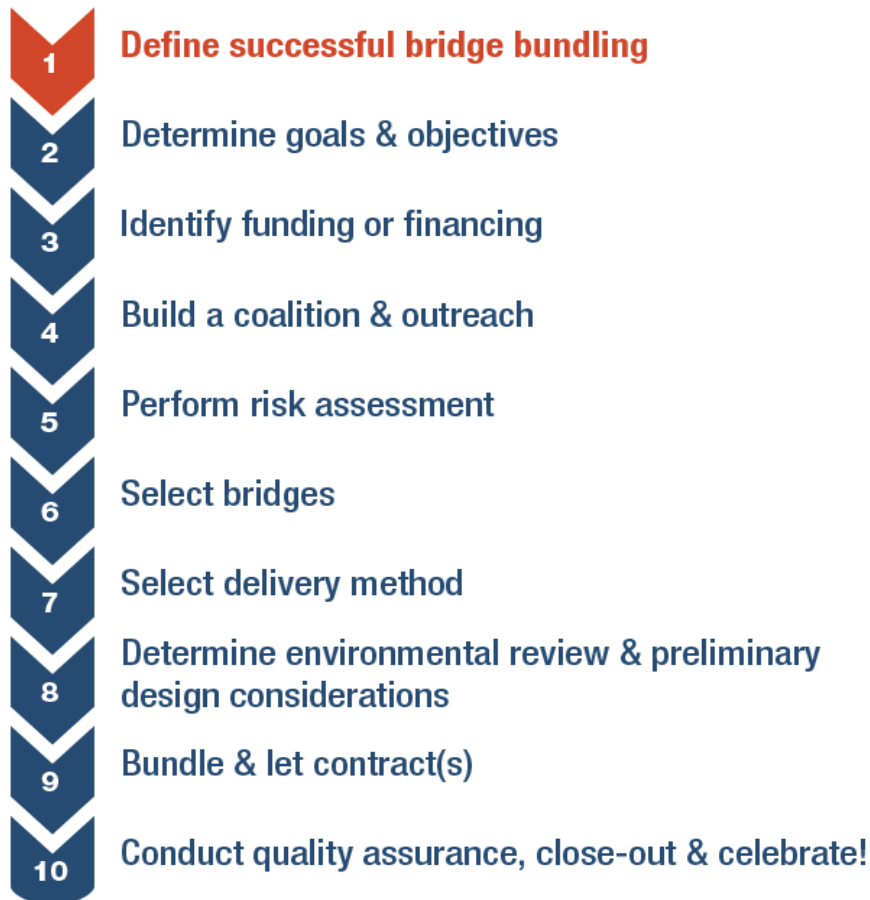 1
Define successful bridge bundling
2
Determine goals & objectives
3
Identify funding or financing
4
Build a coalition & outreach
5
Perform risk assessment
6
Select bridges
7
Select delivery method
8
Determine environmental review & preliminary
design considerations
9
Bundle & let contract(s)
10
Conduct quality assurance, close-out & celebrate!